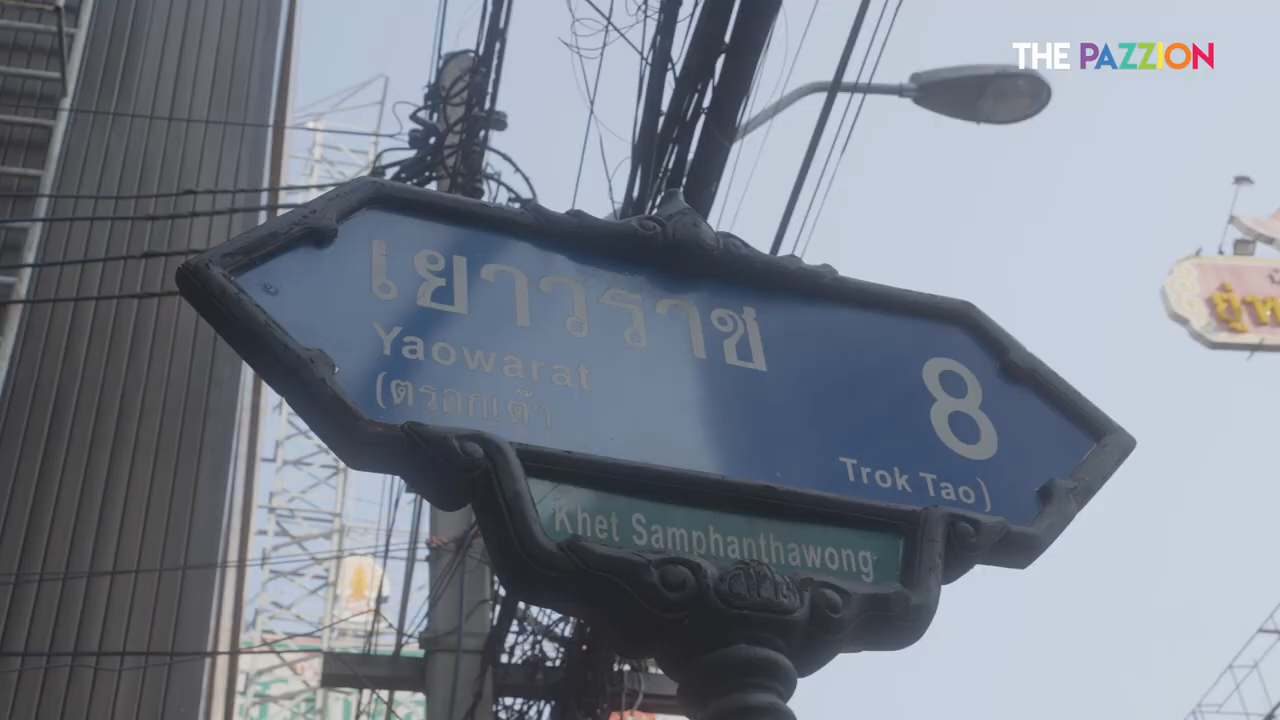 THE PAZZION
เยาวราช 8
Yaowarat
(ตรอกเต๊า Trok Tao)
Khet Samphanthawong